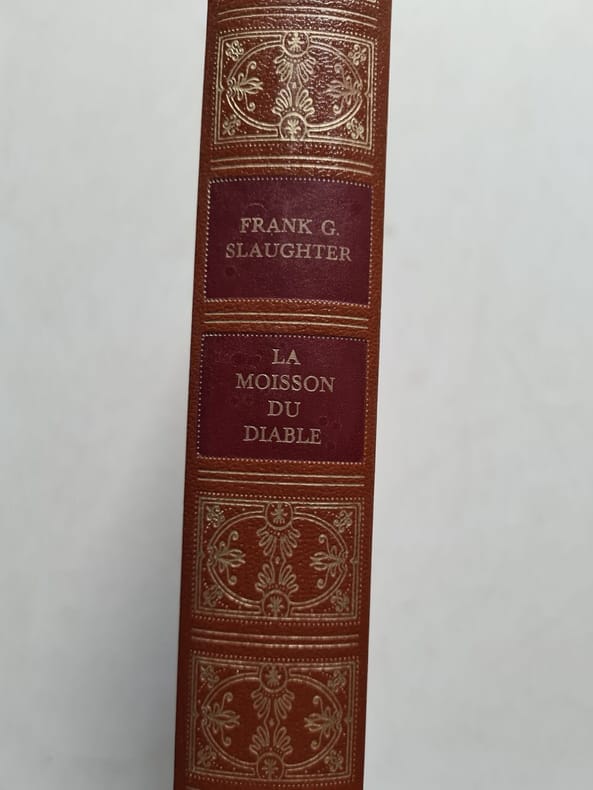 FRANK G.
SLAUGHTER
LA
MOISSON
DU
DIABLE